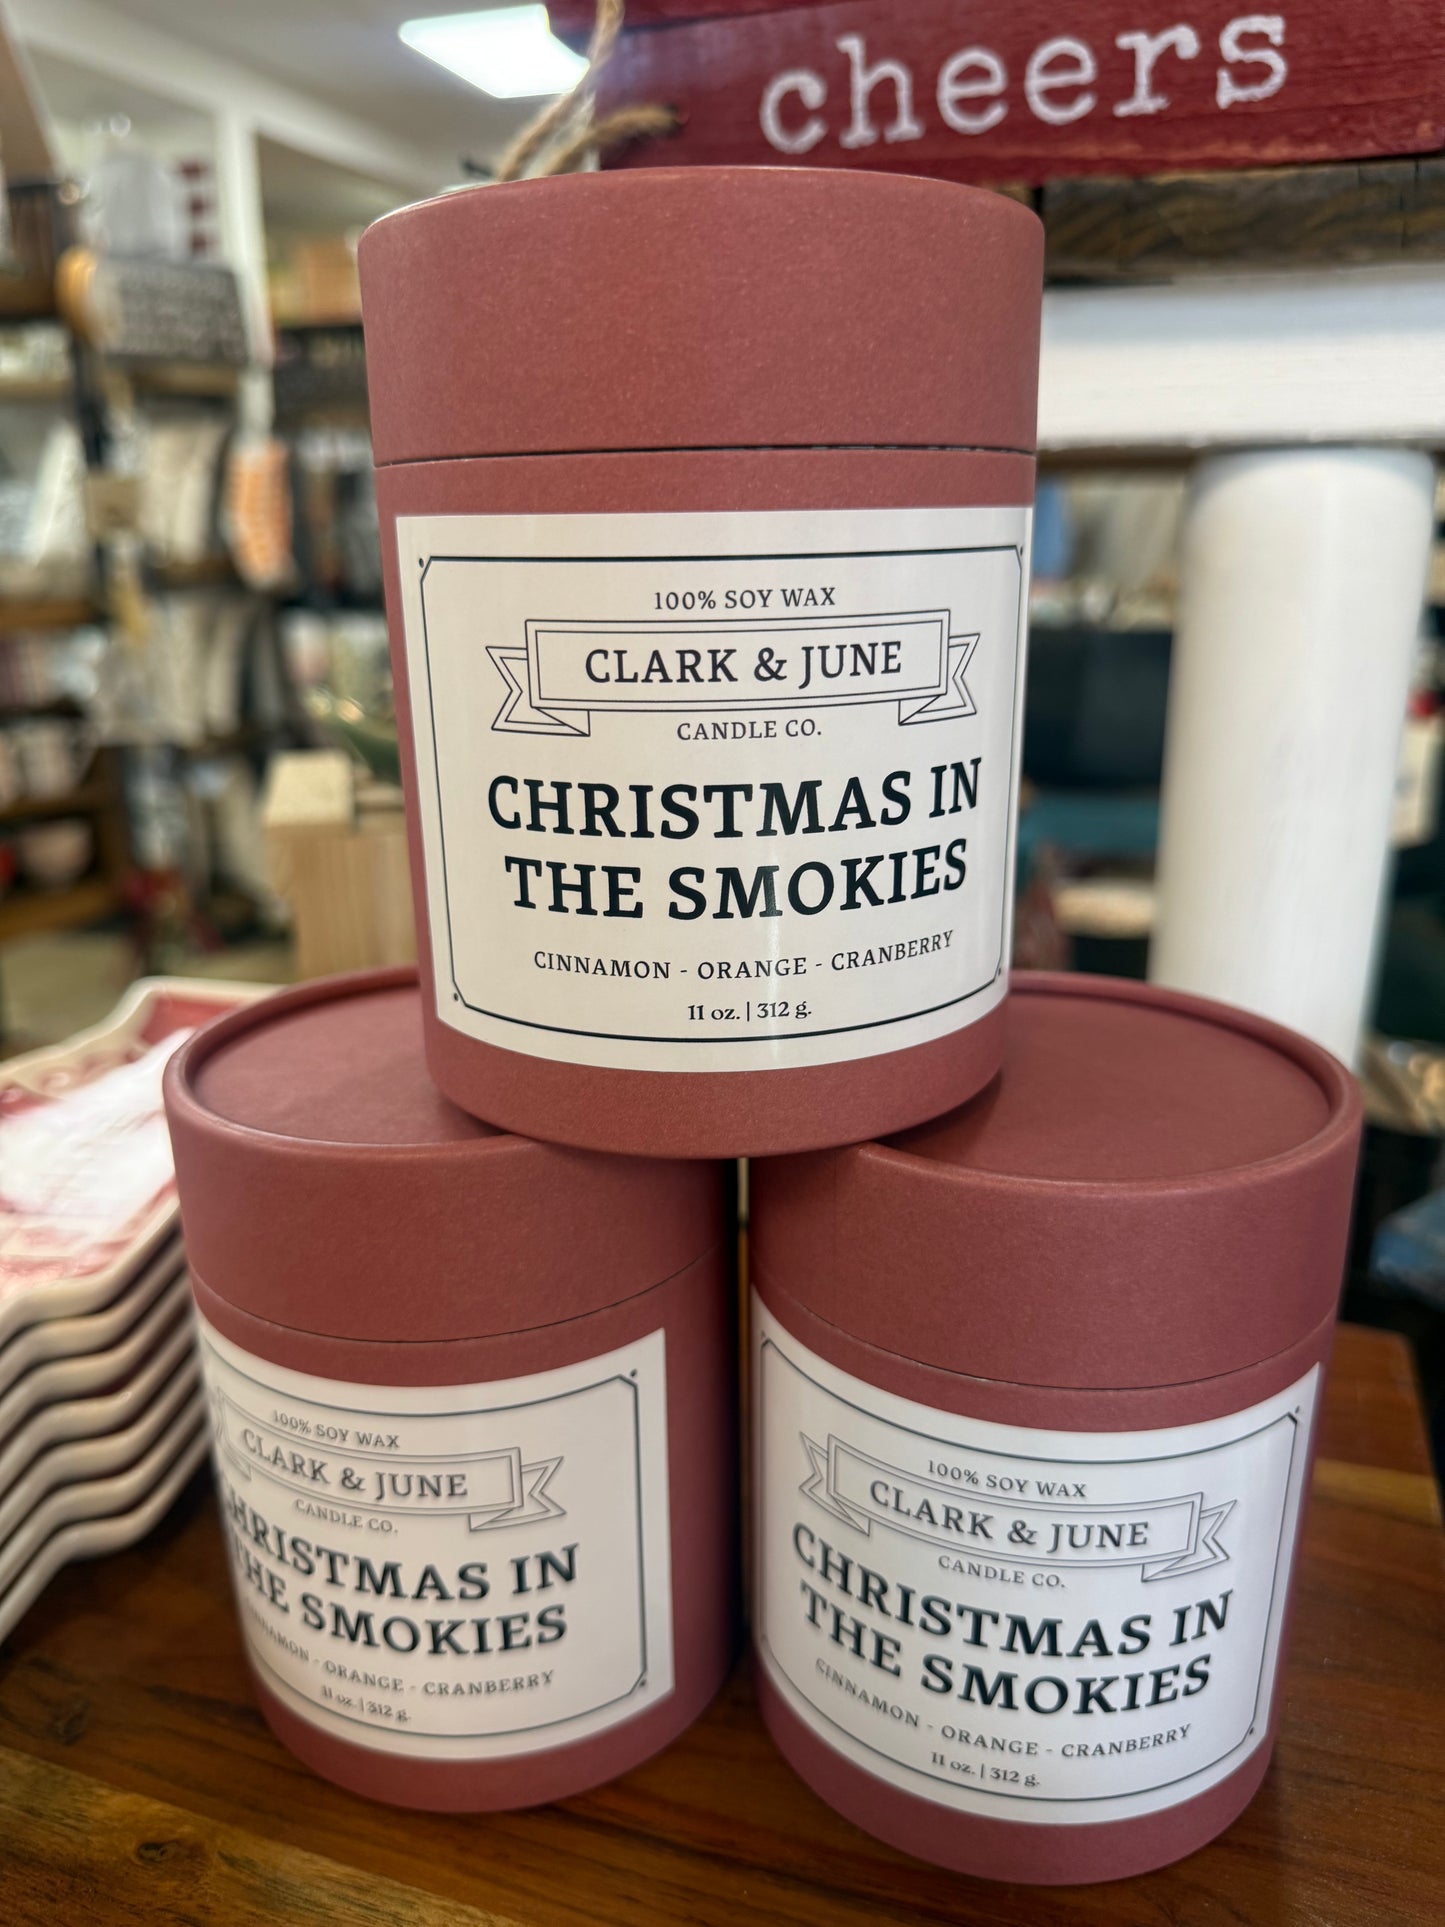 cheers
100% SOY WAX
CLARK & JUNE
CANDLE CO.
CHRISTMAS IN
THE SMOKIES
CINNAMON - ORANGE - CRANBERRY
11 oz. | 312 g.
100% SOY WAX
CLARK & JUNE
CANDLE CO.
CHRISTMAS IN
THE SMOKIES
CINNAMON - ORANGE - CRANBERRY
11 oz. | 312 g.
100% SOY WAX
CLARK & JUNE
CANDLE CO.
CHRISTMAS IN
THE SMOKIES
CINNAMON - ORANGE - CRANBERRY
11 oz. | 312 g.